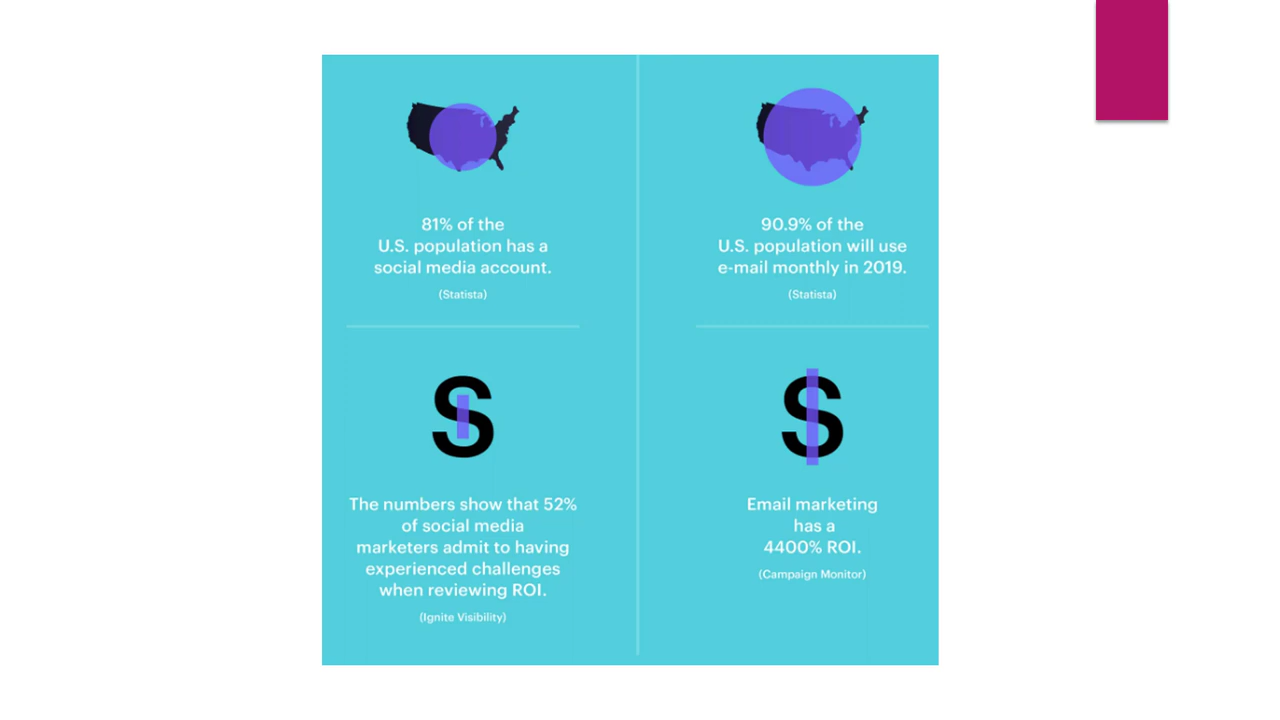 81% of the
U.S. population has a
social media account.
(Statista)
90.9% of the
U.S. population will use
e-mail monthly in 2019.
(Statista)
The numbers show that 52%
of social media
marketers admit to having
experienced challenges
when reviewing ROI.
(Ignite Visibility)
Email marketing
has a
4400% ROI.
(Campaign Monitor)